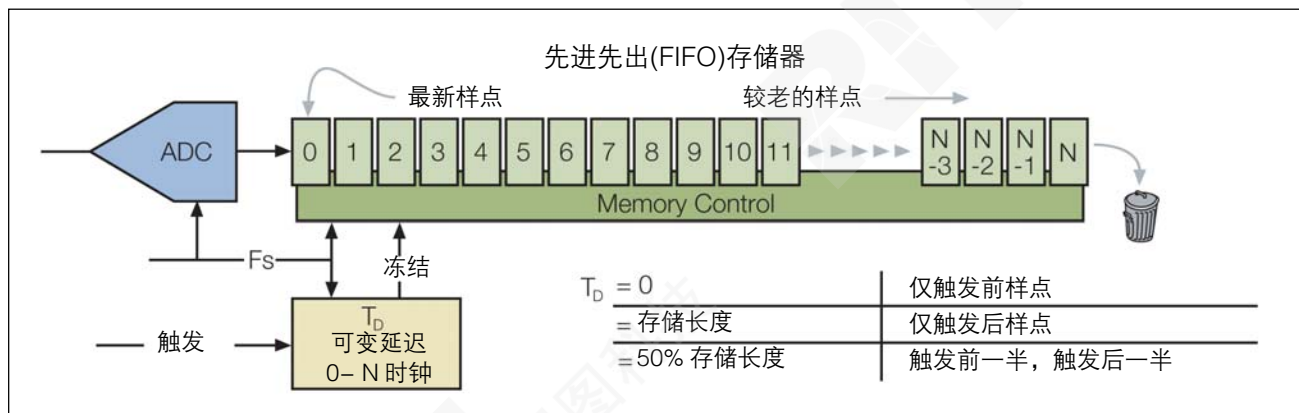 先进先出(FIFO)存储器
最新样点
较老的样点
ADC
0 1 2 3 4 5 6 7 8 9 10 11 N-3 N-2 N-1 N
Memory Control
Fs
冻结
触发
T_D
可变延迟
0– N 时钟
T_D = 0 仅触发前样点
= 存储长度 仅触发后样点
= 50% 存储长度 触发前一半，触发后一半